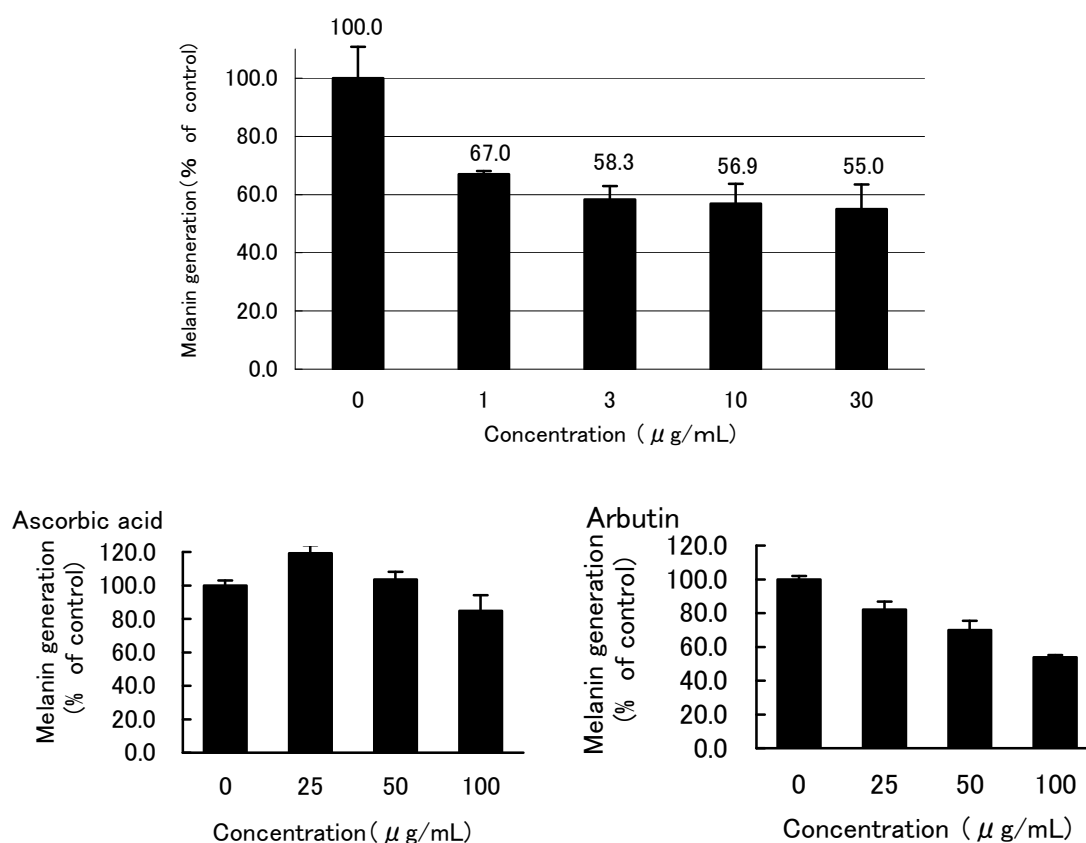 100.0
Melanin generation(% of control)
100.0
80.0
60.0
40.0
20.0
0.0
67.0
58.3
56.9
55.0
0 1 3 10 30
Concentration (μg/mL)
Ascorbic acid
Melanin generation
(% of control)
120.0
100.0
80.0
60.0
40.0
20.0
0.0
0 25 50 100
Concentration(μg/mL)
Arbutin
Melanin generation
(% of control)
120.0
100.0
80.0
60.0
40.0
20.0
0.0
0 25 50 100
Concentration (μg/mL)